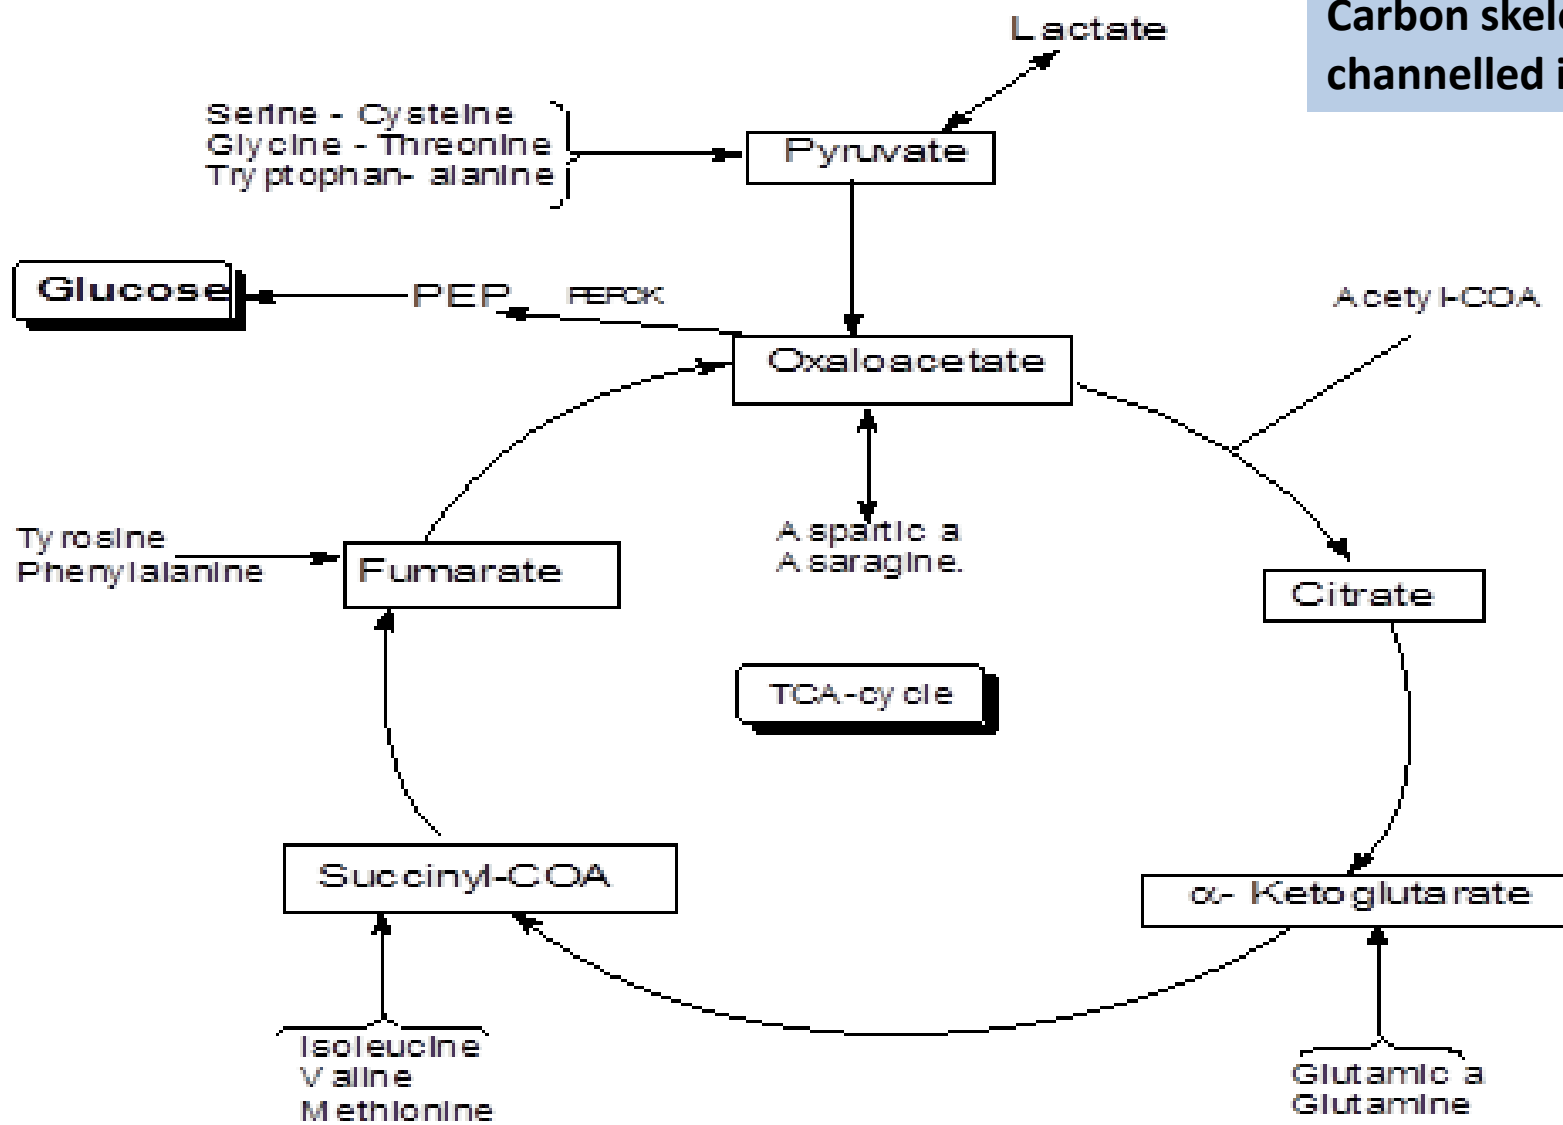 Lactate
Carbon skele
channelled i
Serine - Cysteine
Glycine - Threonine
Tryptophan- alanine
Pyruvate
Glucose
PEP
PEPCK
Acetyl-COA
Oxaloacetate
Tyrosine
Phenylalanine
Fumarate
Aspartic a
Asaragine.
Citrate
TCA-cycle
Succinyl-COA
α- Ketoglutarate
Isoleucine
Valine
Methionine
Glutamic a
Glutamine